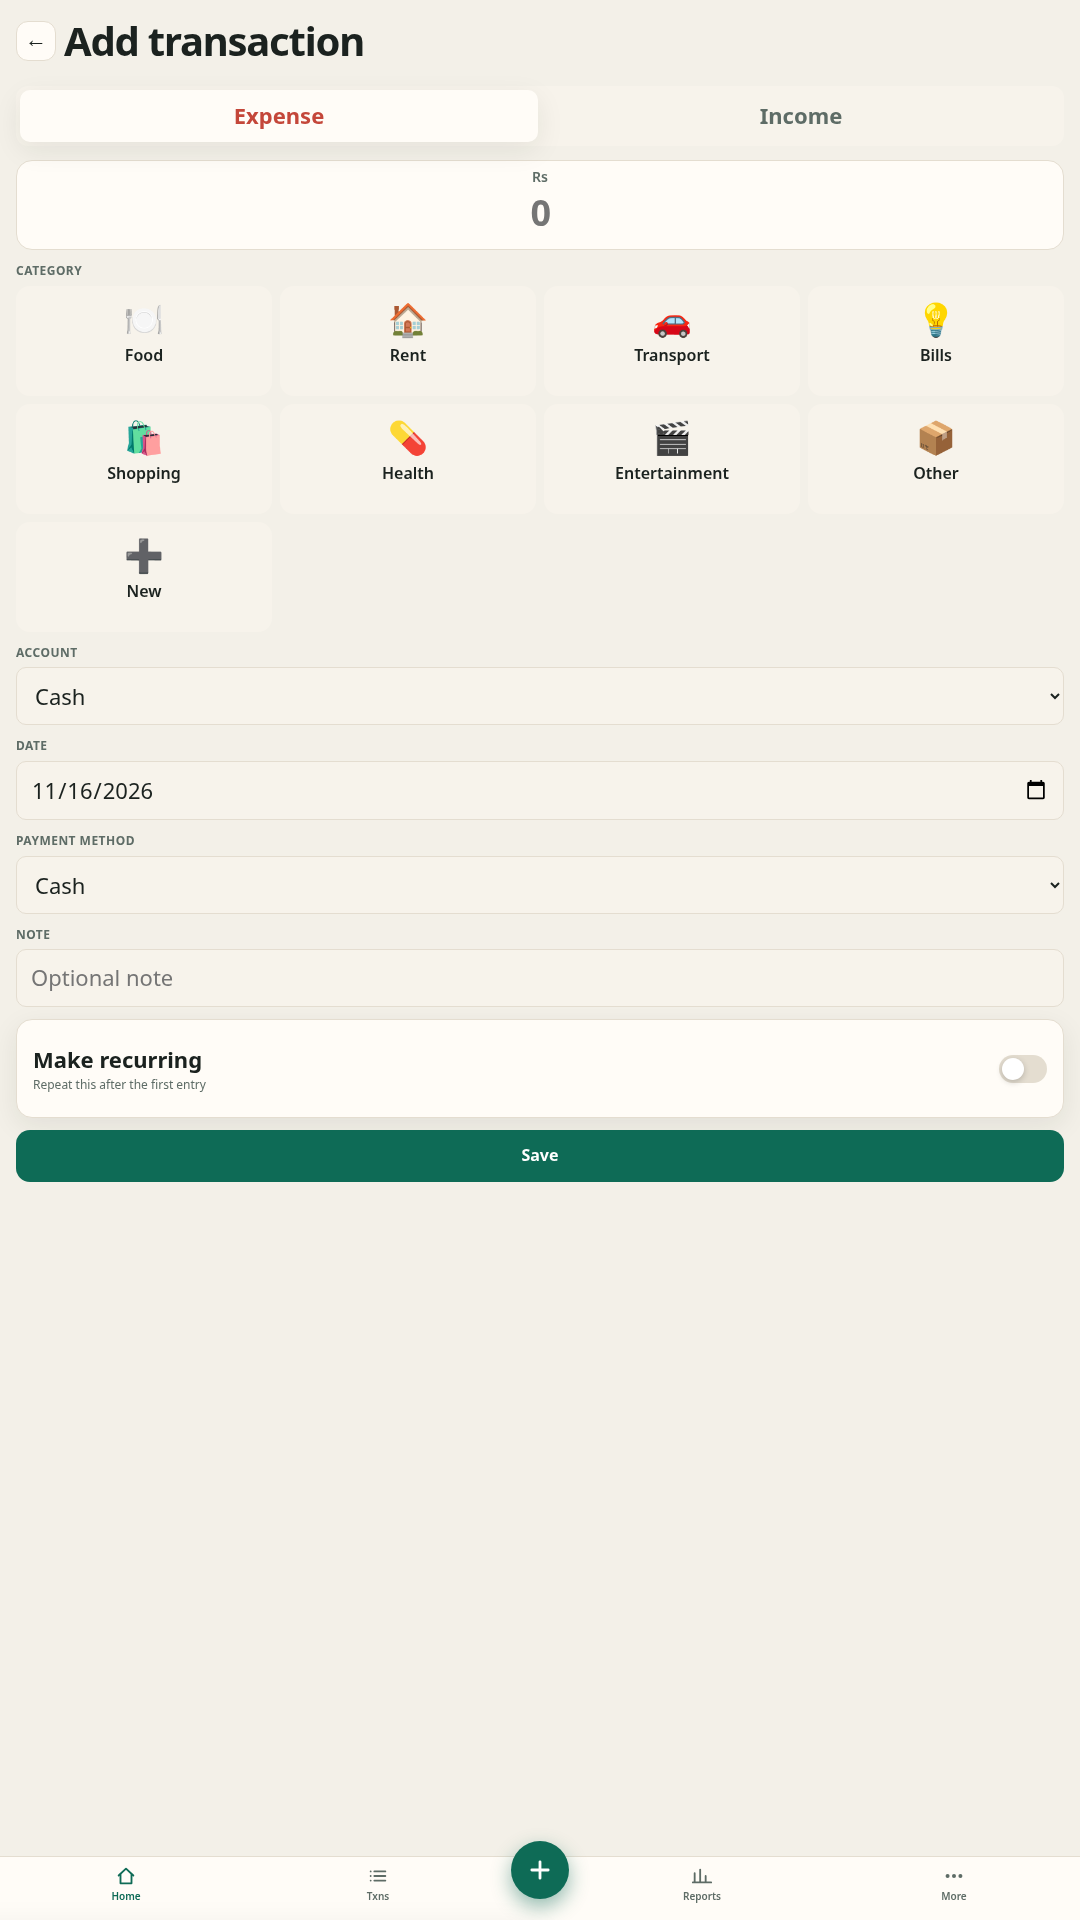 ← Add transaction
Expense Income
Rs
0
CATEGORY
Food Rent Transport Bills
Shopping Health Entertainment Other
New
ACCOUNT
Cash
DATE
11/16/2026
PAYMENT METHOD
Cash
NOTE
Optional note
Make recurring
Repeat this after the first entry
Save
Home Txns Reports More